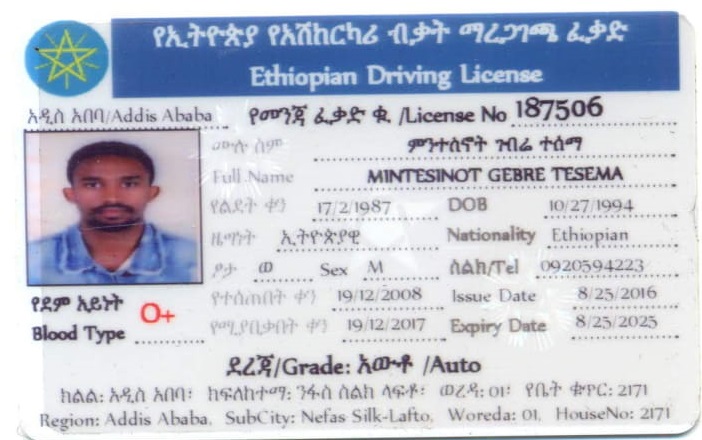 የኢትዮጵያ የአሽከርካሪ ብቃት ማረጋገጫ ፈቃድ
Ethiopian Driving License
አዲስ አበባ/Addis Ababa የመንጃ ፈቃድ ቁ /License No 187506
ሙሉ ስም ምንተስኖት ገብሬ ተሰማ
Full Name MINTESINOT GEBRE TESEMA
የልደት ቀን 17/2/1987 DOB 10/27/1994
ዜግነት ኢትዮጵያዊ Nationality Ethiopian
ፆታ ወ Sex M ስልክ/Tel 0920594223
የተሰጠበት ቀን 19/12/2008 Issue Date 8/25/2016
የሚያበቃበት ቀን 19/12/2017 Expiry Date 8/25/2025
የደም አይነት O+
Blood Type
ደረጃ/Grade: አውቶ /Auto
ክልል: አዲስ አበባ፡ ክፍለከተማ: ንፋስ ስልክ ላፍቶ፡ ወረዳ: 01፡ የቤት ቁጥር: 2171
Region: Addis Ababa, SubCity: Nefas Silk-Lafto, Woreda: 01, HouseNo: 2171